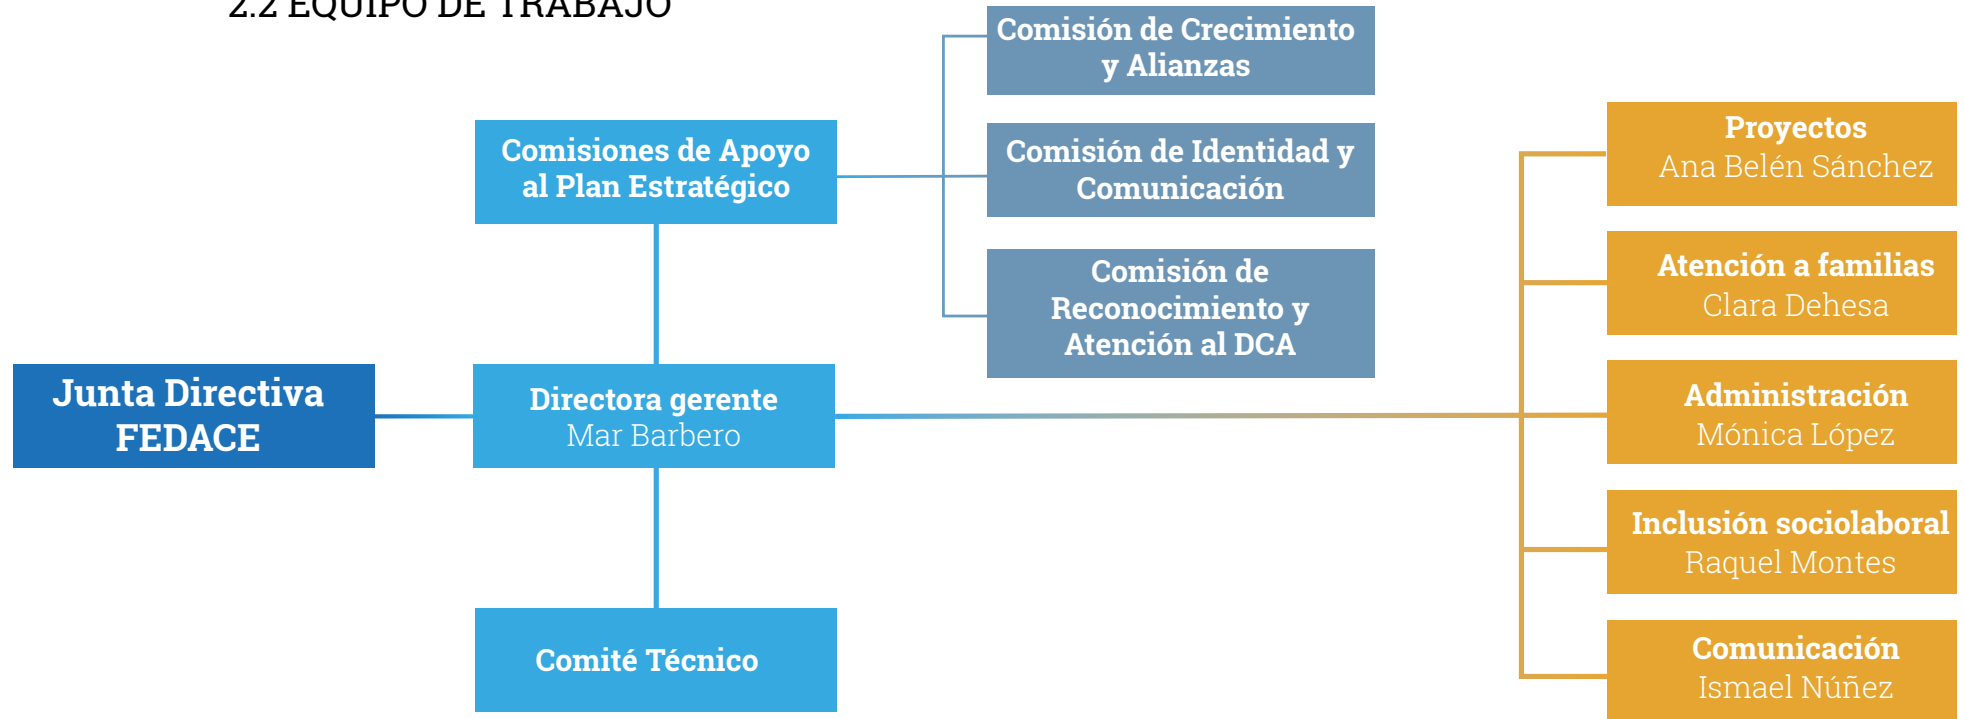 2.2 EQUIPO DE TRABAJO
Comisión de Crecimiento
y Alianzas
Comisiones de Apoyo
al Plan Estratégico
Comisión de Identidad y
Comunicación
Comisión de
Reconocimiento y
Atención al DCA
Junta Directiva
FEDACE
Directora gerente
Mar Barbero
Comité Técnico
Proyectos
Ana Belén Sánchez
Atención a familias
Clara Dehesa
Administración
Mónica López
Inclusión sociolaboral
Raquel Montes
Comunicación
Ismael Núñez